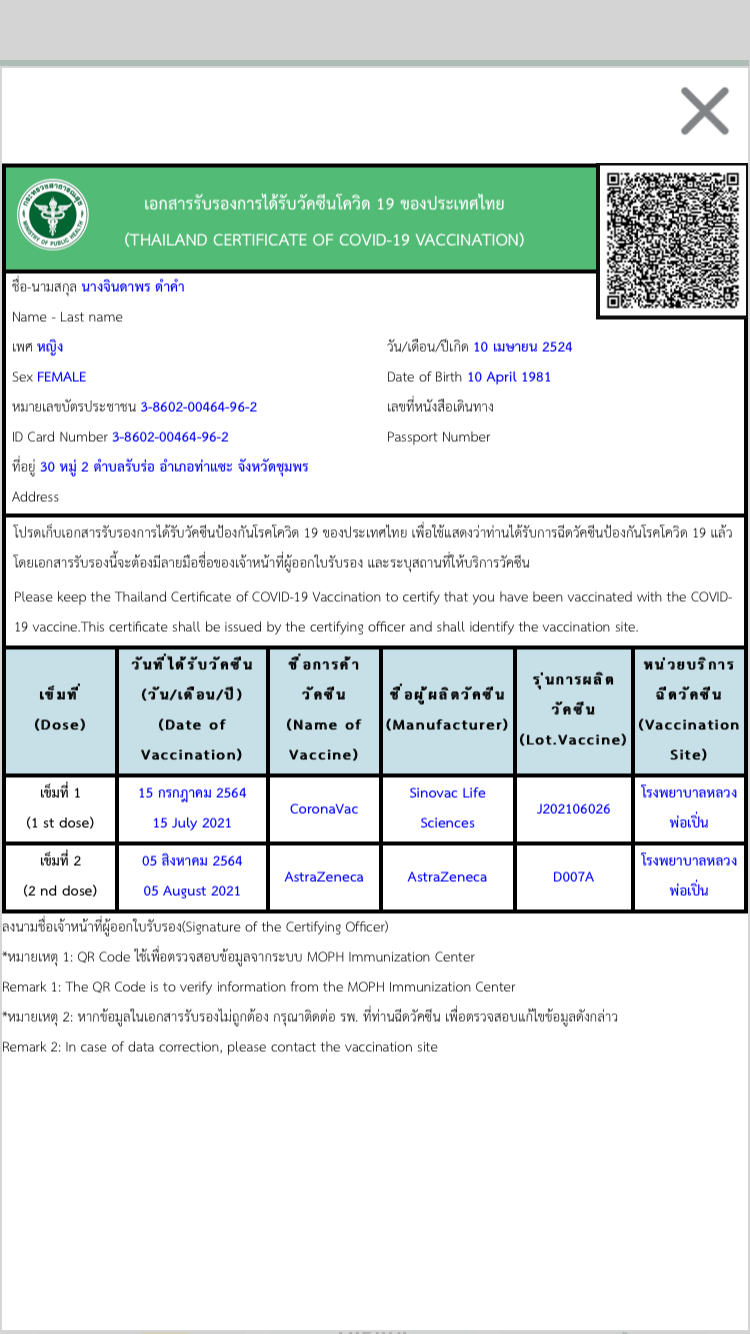 เอกสารรับรองการได้รับวัคซีนโควิด 19 ของประเทศไทย
(THAILAND CERTIFICATE OF COVID-19 VACCINATION)
กระทรวงสาธารณสุข
MINISTRY OF PUBLIC HEALTH
ชื่อ-นามสกุล นางจินดาพร ดำคำ
Name - Last name
เพศ หญิง
วัน/เดือน/ปีเกิด 10 เมษายน 2524
Sex FEMALE
Date of Birth 10 April 1981
หมายเลขบัตรประชาชน 3-8602-00464-96-2
เลขที่หนังสือเดินทาง
ID Card Number 3-8602-00464-96-2
Passport Number
ที่อยู่ 30 หมู่ 2 ตำบลรับร่อ อำเภอท่าแซะ จังหวัดชุมพร
Address
โปรดเก็บเอกสารรับรองการได้รับวัคซีนป้องกันโรคโควิด 19 ของประเทศไทย เพื่อใช้แสดงว่าท่านได้รับการฉีดวัคซีนป้องกันโรคโควิด 19 แล้ว
โดยเอกสารรับรองนี้จะต้องมีลายมือชื่อของเจ้าหน้าที่ผู้ออกใบรับรอง และระบุสถานที่ให้บริการวัคซีน
Please keep the Thailand Certificate of COVID-19 Vaccination to certify that you have been vaccinated with the COVID-
19 vaccine.This certificate shall be issued by the certifying officer and shall identify the vaccination site.
เข็มที่
(Dose)
วันที่ได้รับวัคซีน
(วัน/เดือน/ปี)
(Date of
Vaccination)
ชื่อการค้า
วัคซีน
(Name of
Vaccine)
ชื่อผู้ผลิตวัคซีน
(Manufacturer)
รุ่นการผลิต
วัคซีน
(Lot.Vaccine)
หน่วยบริการ
ฉีดวัคซีน
(Vaccination
Site)
เข็มที่ 1
(1 st dose)
15 กรกฎาคม 2564
15 July 2021
CoronaVac
Sinovac Life
Sciences
J202106026
โรงพยาบาลหลวง
พ่อเปิ่น
เข็มที่ 2
(2 nd dose)
05 สิงหาคม 2564
05 August 2021
AstraZeneca
AstraZeneca
D007A
โรงพยาบาลหลวง
พ่อเปิ่น
ลงนามชื่อเจ้าหน้าที่ผู้ออกใบรับรอง(Signature of the Certifying Officer)
*หมายเหตุ 1: QR Code ใช้เพื่อตรวจสอบข้อมูลจากระบบ MOPH Immunization Center
Remark 1: The QR Code is to verify information from the MOPH Immunization Center
*หมายเหตุ 2: หากข้อมูลในเอกสารรับรองไม่ถูกต้อง กรุณาติดต่อ รพ. ที่ท่านฉีดวัคซีน เพื่อตรวจสอบแก้ไขข้อมูลดังกล่าว
Remark 2: In case of data correction, please contact the vaccination site